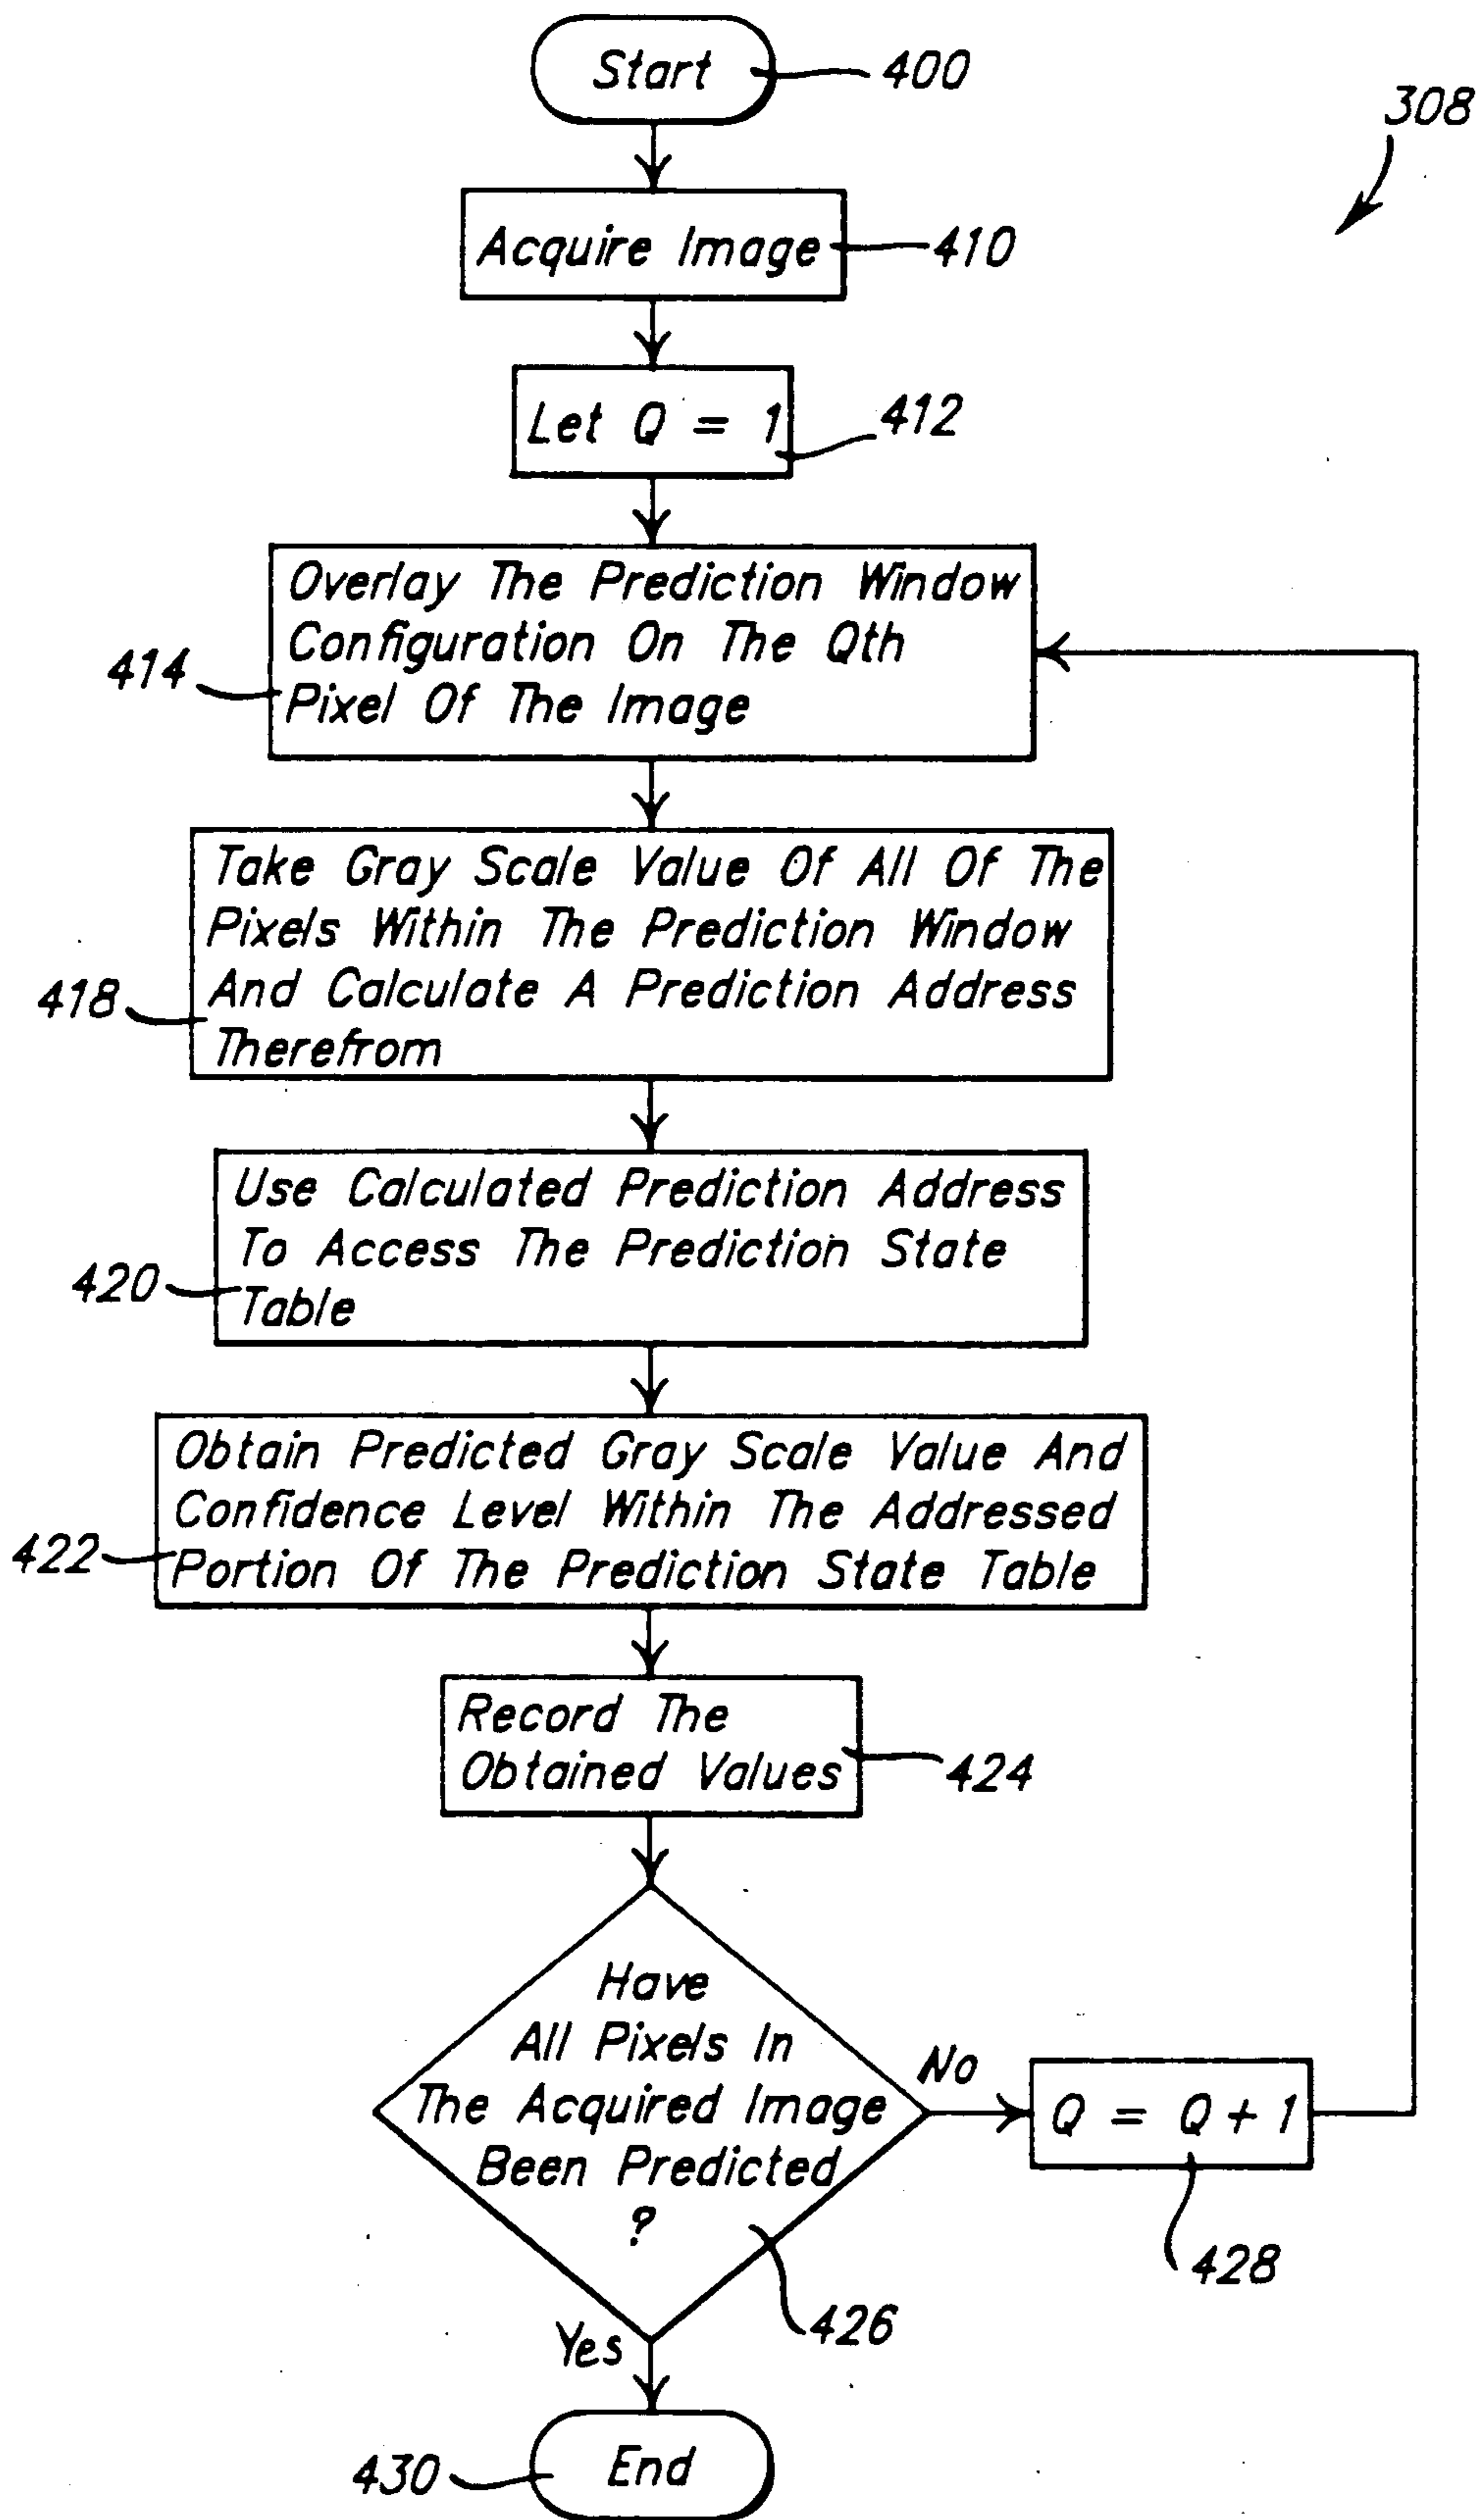 Start
400
308
Acquire Image
410
Let Q = 1
412
Overlay The Prediction Window
Configuration On The Qth
Pixel Of The Image
414
Take Gray Scale Value Of All Of The
Pixels Within The Prediction Window
And Calculate A Prediction Address
Therefrom
418
Use Calculated Prediction Address
To Access The Prediction State
Table
420
Obtain Predicted Gray Scale Value And
Confidence Level Within The Addressed
Portion Of The Prediction State Table
422
Record The
Obtained Values
424
Have
All Pixels In
The Acquired Image
Been Predicted
?
426
No
Q = Q + 1
428
Yes
End
430